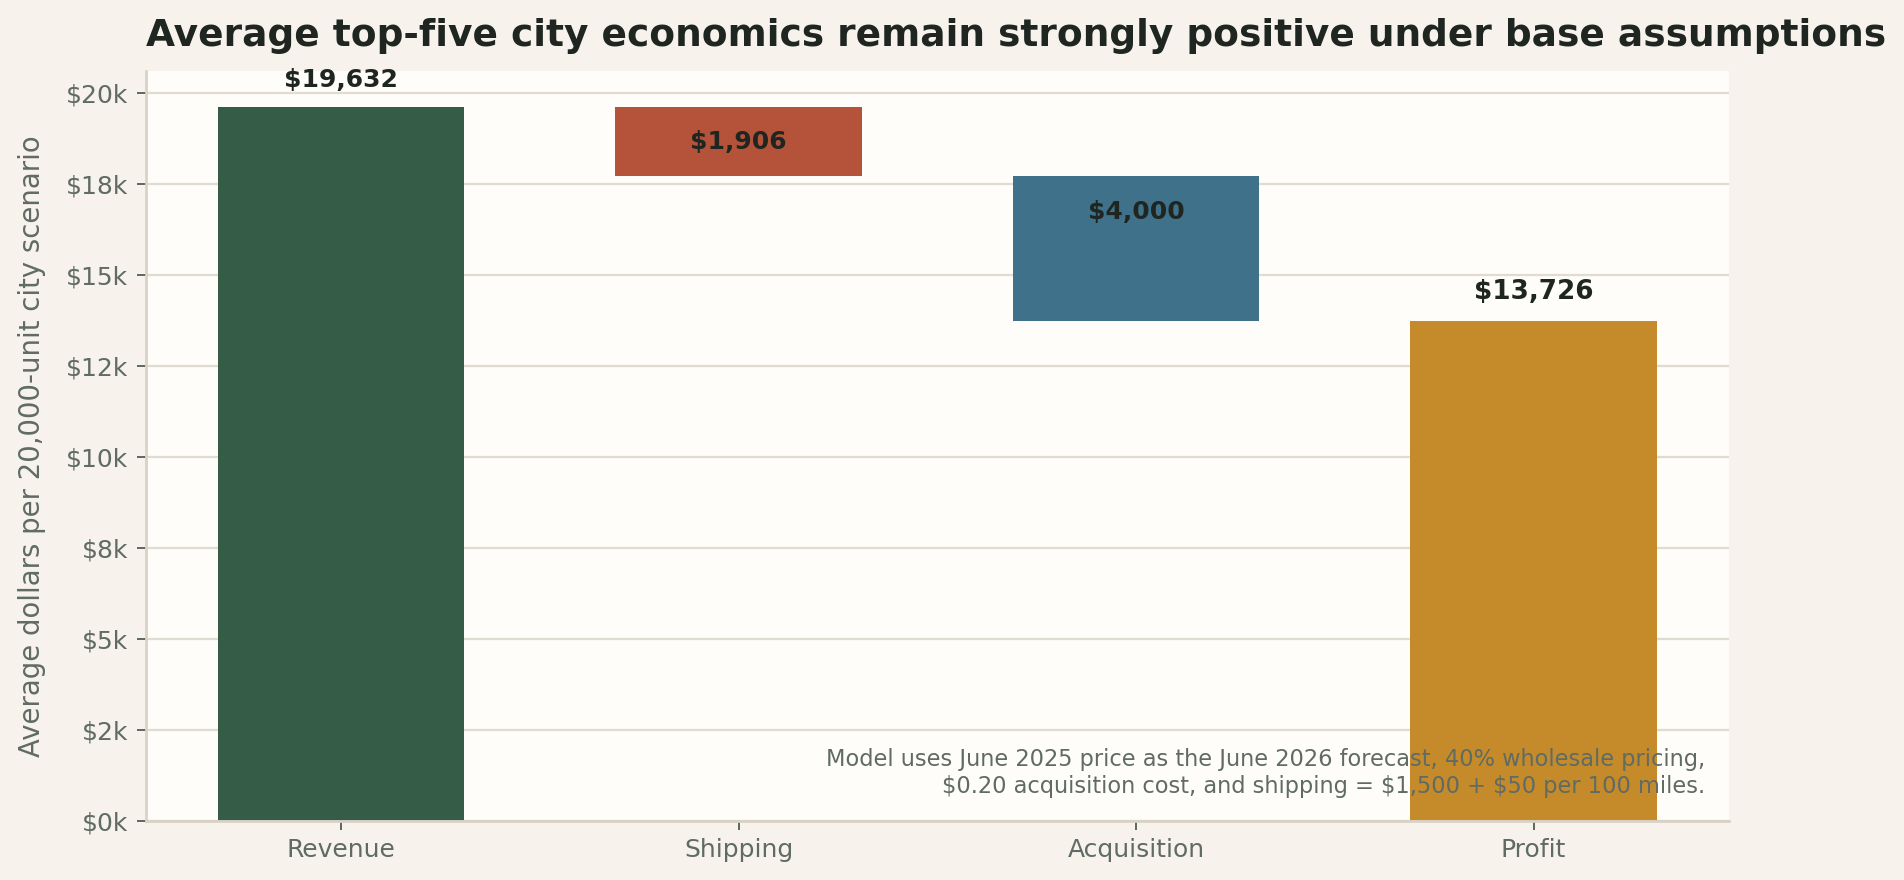 Average top-five city economics remain strongly positive under base assumptions
Average dollars per 20,000-unit city scenario
$20k
$18k
$15k
$12k
$10k
$8k
$5k
$2k
$0k
$19,632
$1,906
$4,000
$13,726
Model uses June 2025 price as the June 2026 forecast, 40% wholesale pricing,
$0.20 acquisition cost, and shipping = $1,500 + $50 per 100 miles.
Revenue
Shipping
Acquisition
Profit